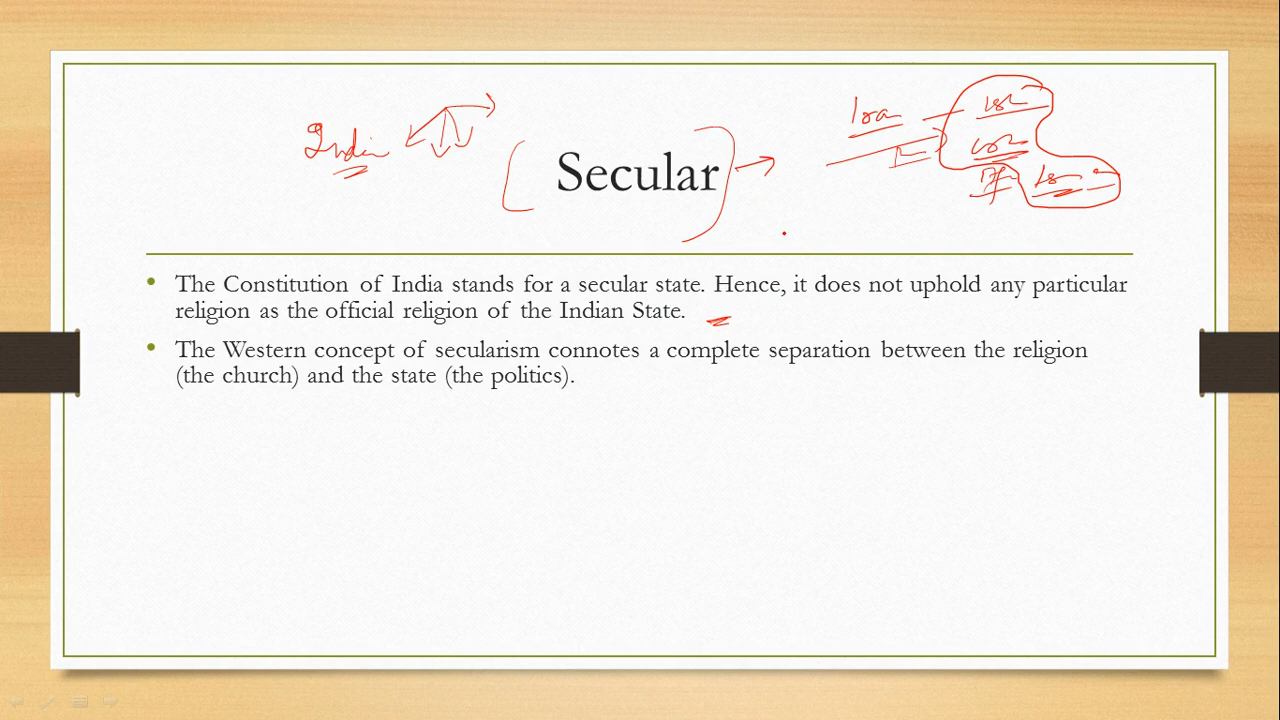 India
Secular
• The Constitution of India stands for a secular state. Hence, it does not uphold any particular
religion as the official religion of the Indian State.
• The Western concept of secularism connotes a complete separation between the religion
(the church) and the state (the politics).